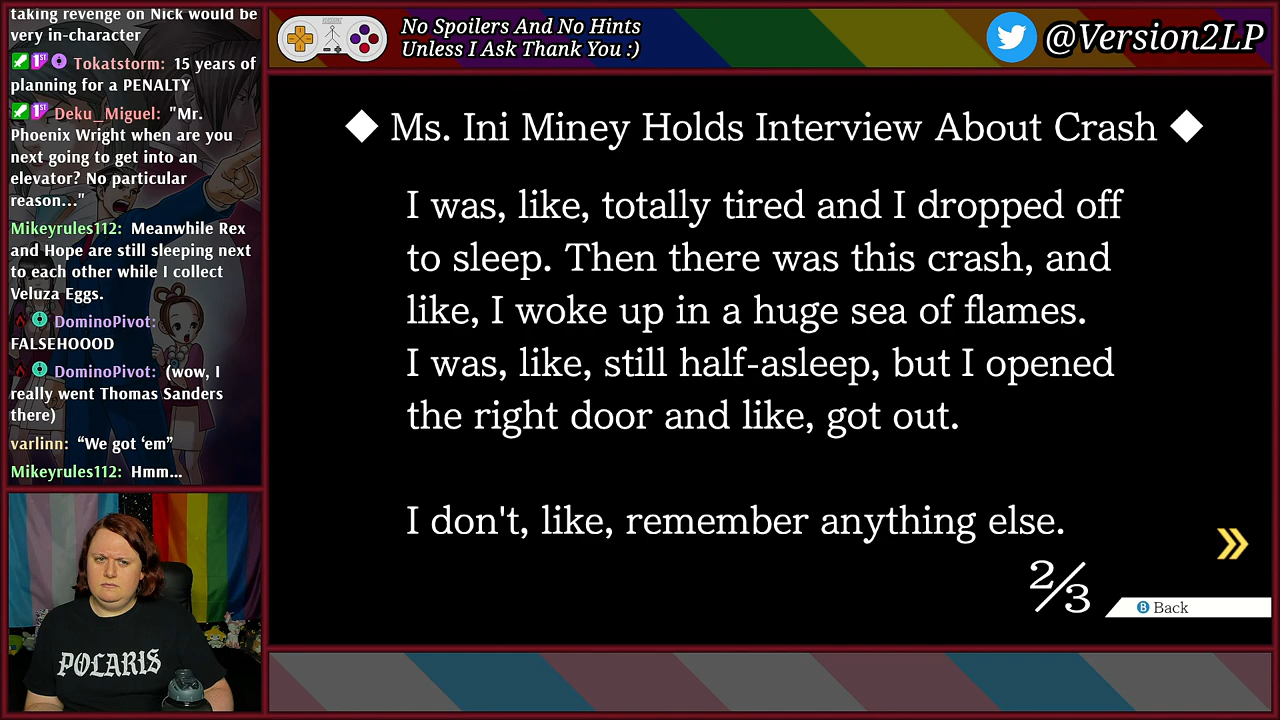 taking revenge on Nick would be
very in-character
Tokatstorm: 15 years of
planning for a PENALTY
Deku_Miguel: "Mr.
Phoenix Wright when are you
next going to get into an
elevator? No particular
reason..."
Mikeyrules112: Meanwhile Rex
and Hope are still sleeping next
to each other while I collect
Veluza Eggs.
DominoPivot:
FALSEHOOOD
DominoPivot: (wow, I
really went Thomas Sanders
there)
varlinn: “We got ‘em”
Mikeyrules112: Hmm...
No Spoilers And No Hints
Unless I Ask Thank You :)
@Version2LP
◆ Ms. Ini Miney Holds Interview About Crash ◆
I was, like, totally tired and I dropped off
to sleep. Then there was this crash, and
like, I woke up in a huge sea of flames.
I was, like, still half-asleep, but I opened
the right door and like, got out.
I don't, like, remember anything else.
2/3
B Back
POLARIS